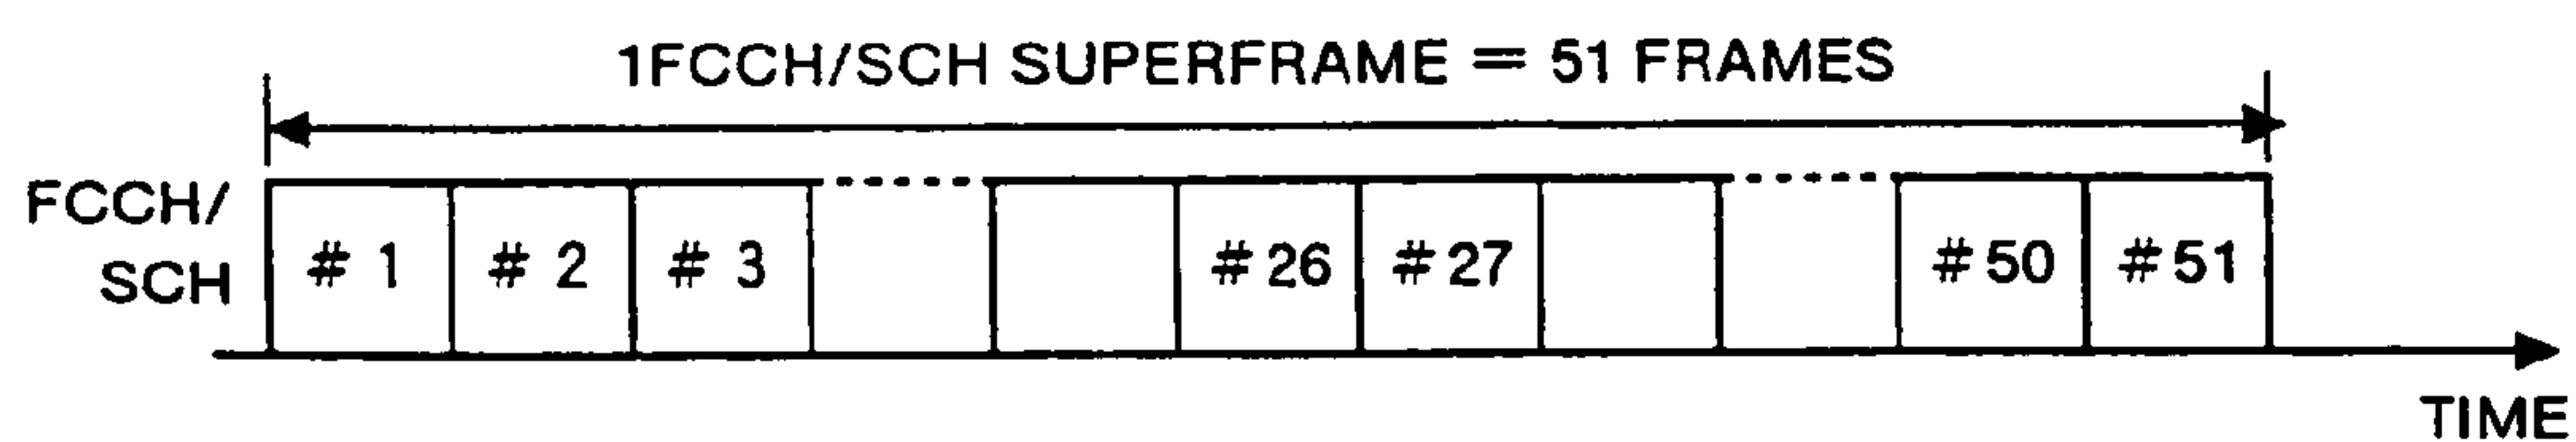 1FCCH/SCH SUPERFRAME = 51 FRAMES
FCCH/
SCH
# 1 # 2 # 3 # 26 # 27 # 50 # 51
TIME